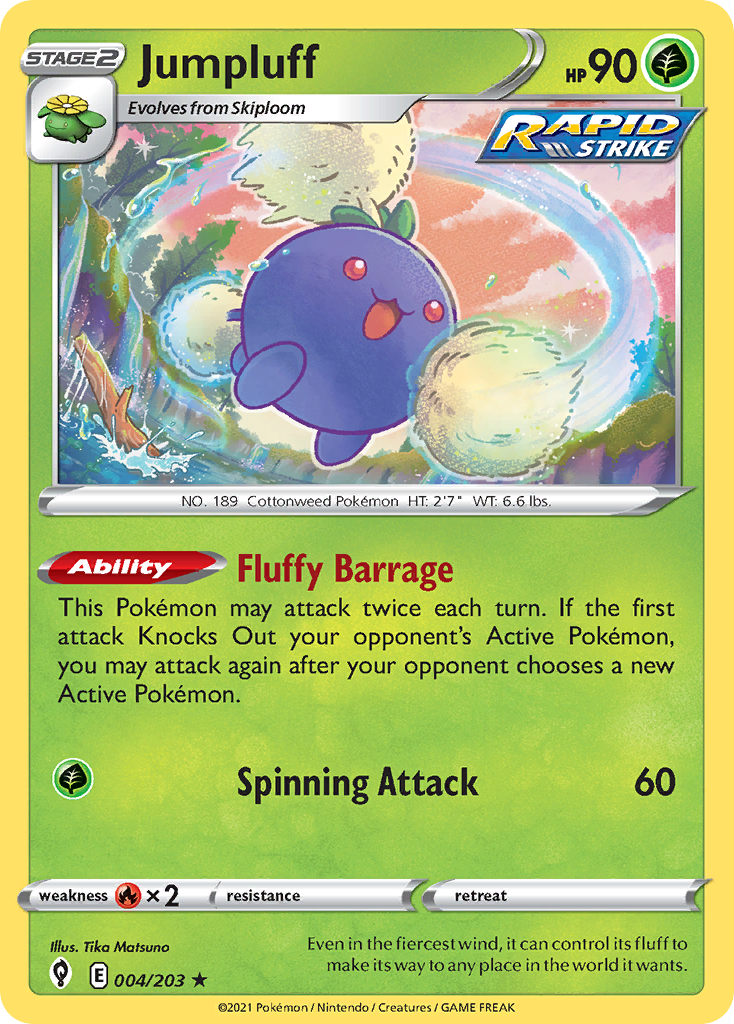 STAGE 2
Jumpluff
HP 90
Evolves from Skiploom
RAPID
STRIKE
NO. 189 Cottonweed Pokémon HT: 2'7" WT: 6.6 lbs.
Ability Fluffy Barrage
This Pokémon may attack twice each turn. If the first
attack Knocks Out your opponent's Active Pokémon,
you may attack again after your opponent chooses a new
Active Pokémon.
Spinning Attack 60
weakness ×2 resistance retreat
Illus. Tika Matsuno
Even in the fiercest wind, it can control its fluff to
make its way to any place in the world it wants.
E 004/203 ★
©2021 Pokémon / Nintendo / Creatures / GAME FREAK